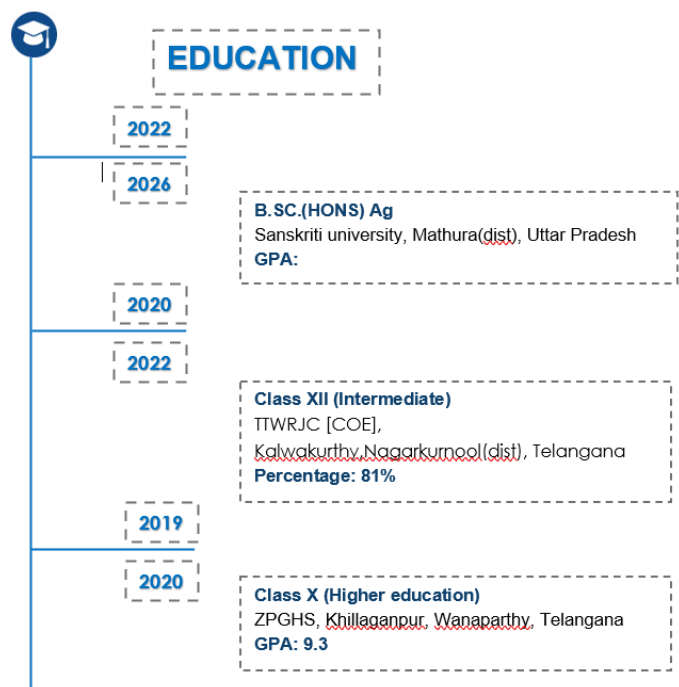 EDUCATION
2022
2026
B.SC.(HONS) Ag
Sanskriti university, Mathura(dist), Uttar Pradesh
GPA:
2020
2022
Class XII (Intermediate)
TTWRJC [COE],
Kalwakurthy,Nagarkurnool(dist), Telangana
Percentage: 81%
2019
2020
Class X (Higher education)
ZPGHS, Khillaganpur, Wanaparthy, Telangana
GPA: 9.3